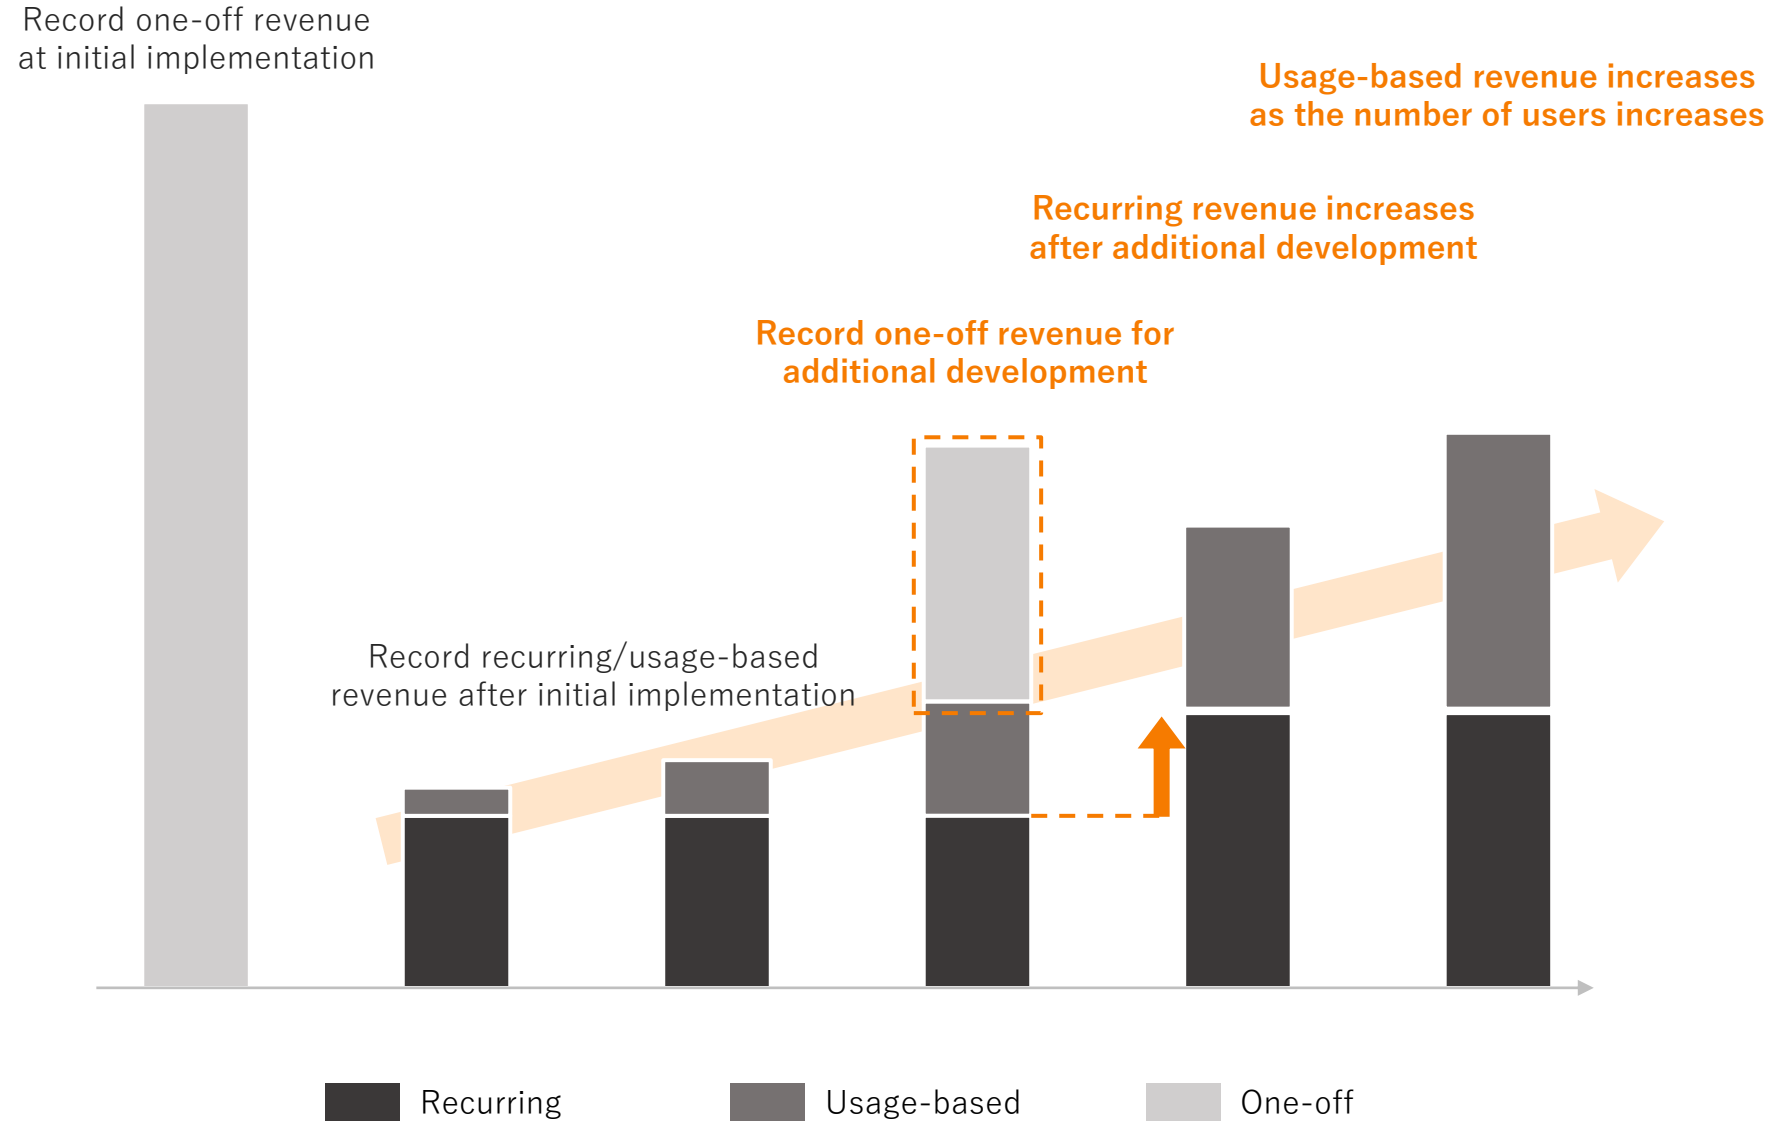 Record one-off revenue
at initial implementation
Usage-based revenue increases
as the number of users increases
Recurring revenue increases
after additional development
Record one-off revenue for
additional development
Record recurring/usage-based
revenue after initial implementation
Recurring
Usage-based
One-off